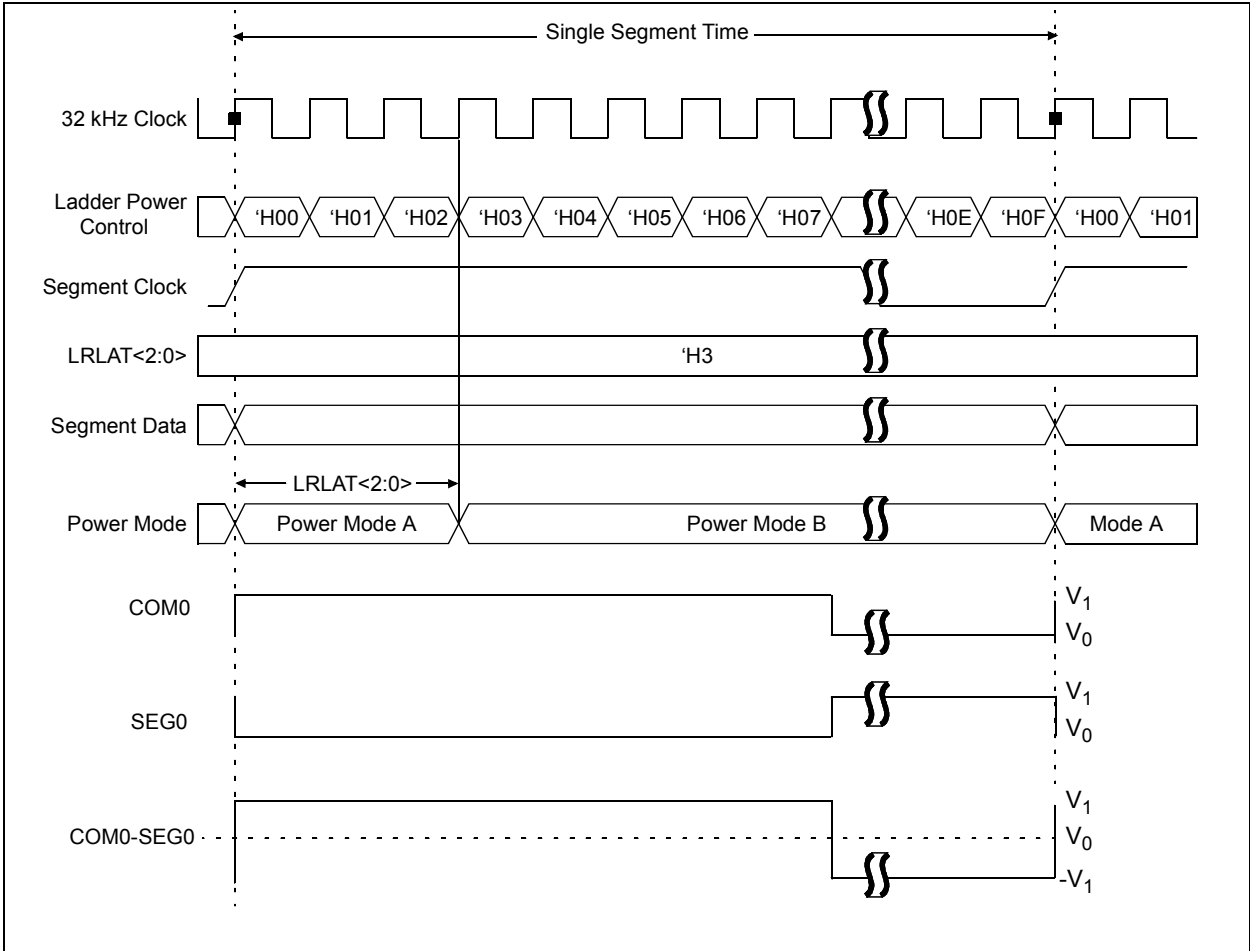 Single Segment Time
32 kHz Clock
Ladder Power
Control
‘H00 ‘H01 ‘H02 ‘H03 ‘H04 ‘H05 ‘H06 ‘H07 ‘H0E ‘H0F ‘H00 ‘H01
Segment Clock
LRLAT<2:0>
‘H3
Segment Data
LRLAT<2:0>
Power Mode
Power Mode A
Power Mode B
Mode A
COM0
V1
V0
SEG0
V1
V0
COM0-SEG0
V1
V0
-V1